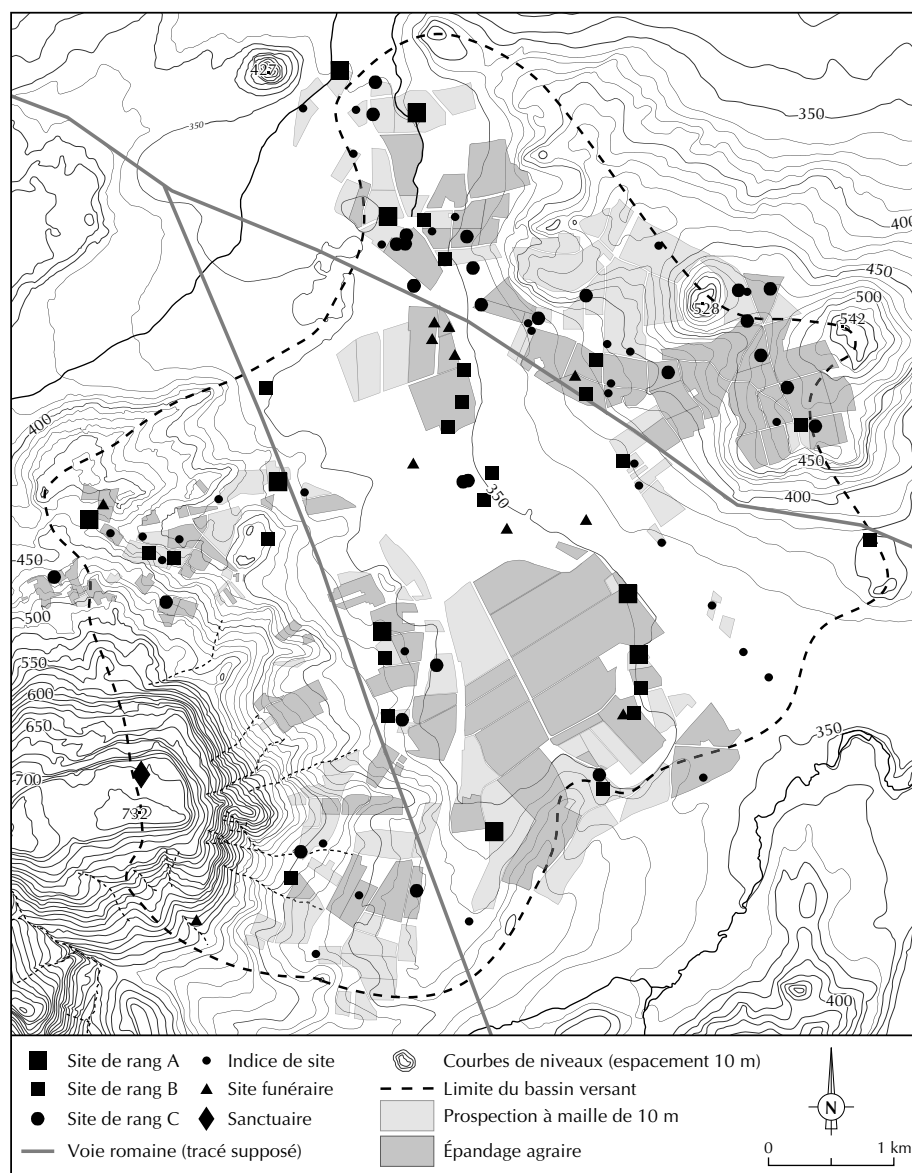 427
350
350
400
450
500
528
542
400
450
400
350
450
500
550
600
650
700
732
350
400
Site de rang A
Indice de site
Courbes de niveaux (espacement 10 m)
Site de rang B
Site funéraire
Limite du bassin versant
Site de rang C
Sanctuaire
Prospection à maille de 10 m
Voie romaine (tracé supposé)
Épandage agraire
N
0 1 km